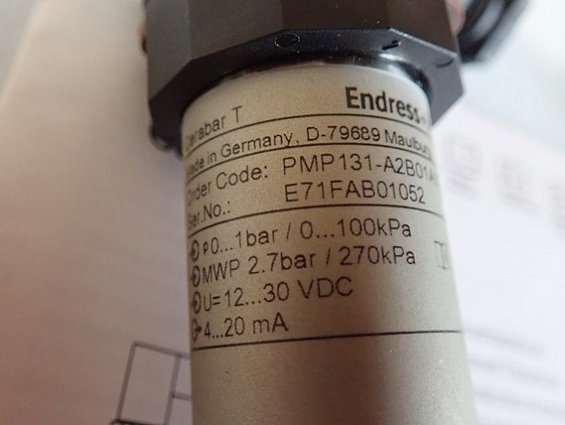 Cerabar T Endress+
Made in Germany, D-79689 Maulburg
Order Code: PMP131-A2B01A
Ser.No.: E71FAB01052
p 0...1bar / 0...100kPa
MWP 2.7bar / 270kPa
U= 12...30 VDC
4...20 mA